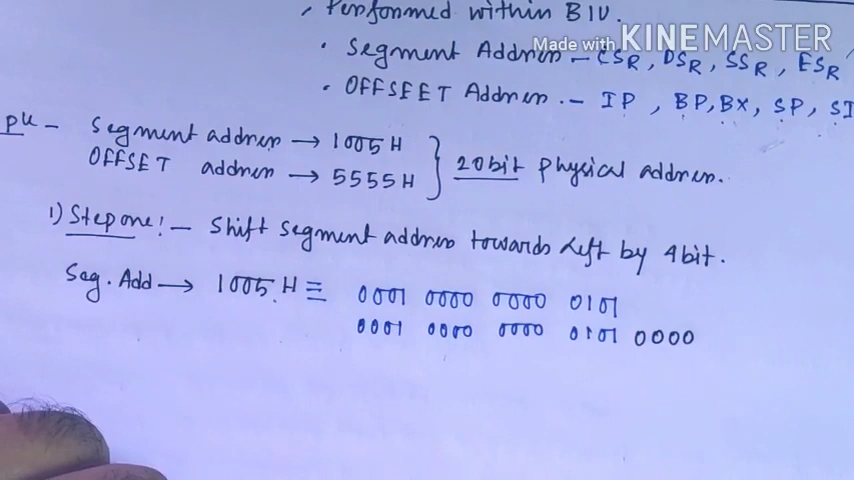 Performed within BIU.
Made with KINEMASTER
• Segment Address - CSR, DSR, SSR, ESR
• OFFSEET Address. - IP, BP, BX, SP, SI
Segment address → 1005H
OFFSET address → 5555H } 20bit Physical address.
1) Step one! - Shift segment address towards left by 4bit.
Seg. Add → 1005.H ≡ 0001 0000 0000 0101
0001 0000 0000 0101 0000